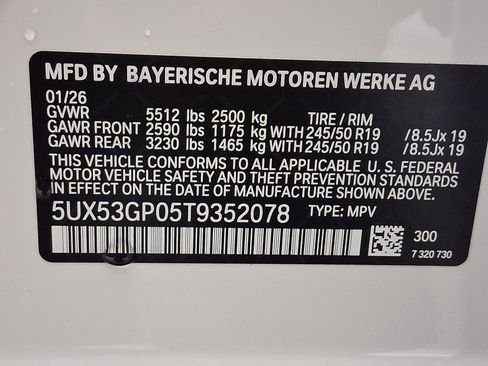 MFD BY BAYERISCHE MOTOREN WERKE AG
01/26
GVWR 5512 lbs 2500 kg TIRE / RIM
GAWR FRONT 2590 lbs 1175 kg WITH 245/50 R19 /8.5Jx 19
GAWR REAR 3230 lbs 1465 kg WITH 245/50 R19 /8.5Jx 19
THIS VEHICLE CONFORMS TO ALL APPLICABLE U. S. FEDERAL
MOTOR VEHICLE SAFETY AND THEFT PREVENTION STANDARDS
IN EFFECT ON THE DATE OF MANUFACTURE SHOWN ABOVE.
5UX53GP05T9352078 TYPE: MPV
300
7 320 730